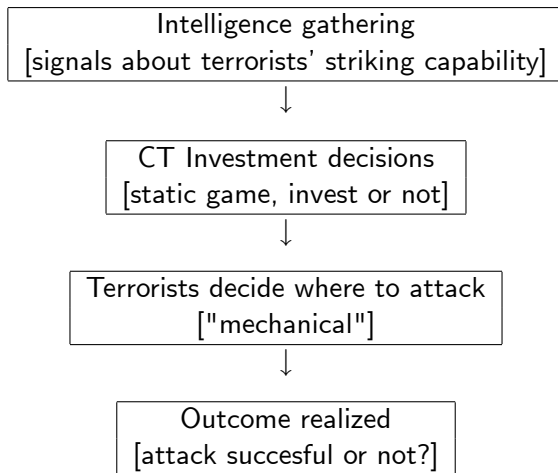 Intelligence gathering
[signals about terrorists' striking capability]
↓
CT Investment decisions
[static game, invest or not]
↓
Terrorists decide where to attack
["mechanical"]
↓
Outcome realized
[attack succesful or not?]